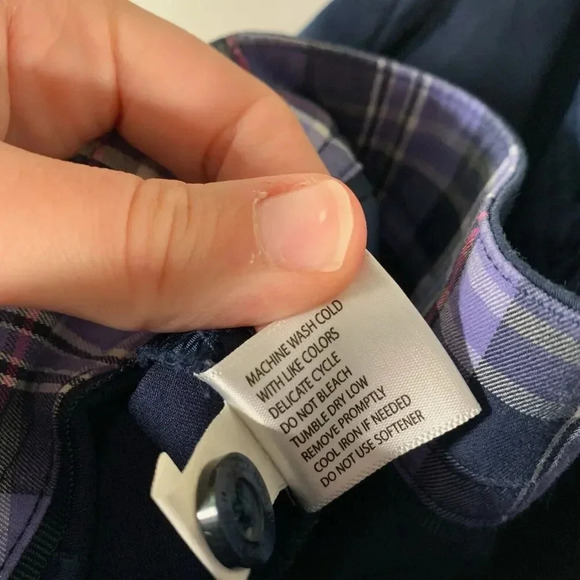 MACHINE WASH COLD
WITH LIKE COLORS
DELICATE CYCLE
DO NOT BLEACH
TUMBLE DRY LOW
REMOVE PROMPTLY
COOL IRON IF NEEDED
DO NOT USE SOFTENER